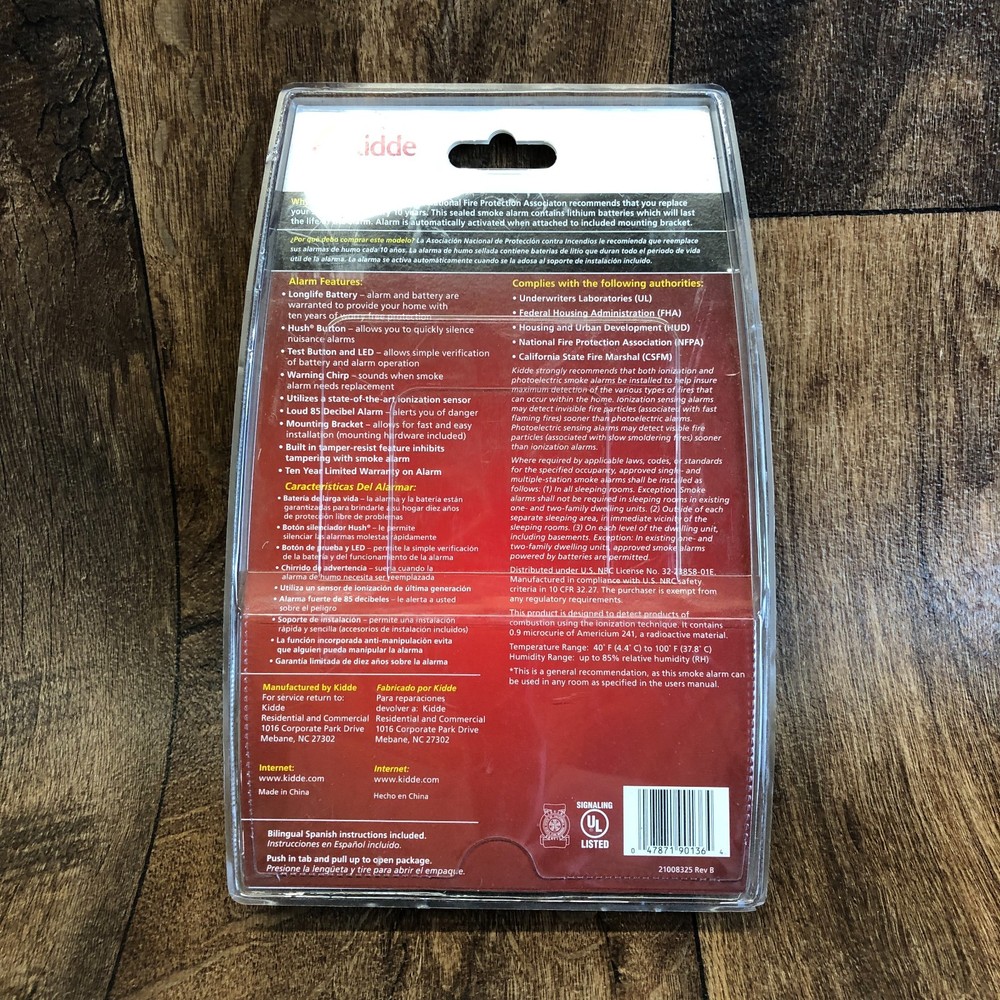 Kidde
National Fire Protection Associaton recommends that you replace
your 10 years. This sealed smoke alarm contains lithium batteries which will last
the life alarm. Alarm is automatically activated when attached to included mounting bracket.
¿Por qué debo comprar este modelo? La Asociación National de Protección contra Incendios le recomienda que reemplace
sus alarmas de humo cada 10 años. La alarma de humo sellada contiene baterias de litio que duran todo el periodo de vida
útil de la alarma. La alarma se activa automáticamente cuando se la adosa al soporte de instalación incluido.
Alarm Features:
• Longlife Battery – alarm and battery are
warranted to provide your home with
ten years of worry free protection
• Hush® Button – allows you to quickly silence
nuisance alarms
• Test Button and LED – allows simple verification
of battery and alarm operation
• Warning Chirp – sounds when smoke
alarm needs replacement
• Utilizes a state-of-the-art ionization sensor
• Loud 85 Decibel Alarm – alerts you of danger
• Mounting Bracket – allows for fast and easy
installation (mounting hardware included)
• Built in tamper-resist feature inhibits
tampering with smoke alarm
• Ten Year Limited Warranty on Alarm
Características Del Alarmar:
• Batería de larga vida – la alarma y la batería están
garantizadas para brindarle a su hogar diez años
de protección libre de problemas
• Botón silenciador Hush® – le permite
silenciar las alarmas molestas rápidamente
• Botón de prueba y LED – permite la simple verificación
de la batería y del funcionamiento de la alarma
• Chirrido de advertencia – suena cuando la
alarma de humo necesita ser reemplazada
• Utiliza un sensor de ionización de última generación
• Alarma fuerte de 85 decibeles – le alerta a usted
sobre el peligro
• Soporte de instalación – permite una instalación
rápida y sencilla (accesorios de instalación incluidos)
• La función incorporada anti-manipulación evita
que alguien pueda manipular la alarma
• Garantía limitada de diez años sobre la alarma
Complies with the following authorities:
• Underwriters Laboratories (UL)
• Federal Housing Administration (FHA)
• Housing and Urban Development (HUD)
• National Fire Protection Association (NFPA)
• California State Fire Marshal (CSFM)
Kidde strongly recommends that both ionization and
photoelectric smoke alarms be installed to help insure
maximum detection of the various types of fires that
can occur within the home. Ionization sensing alarms
may detect invisible fire particles (associated with fast
flaming fires) sooner than photoelectric alarms.
Photoelectric sensing alarms may detect visible fire
particles (associated with slow smoldering fires) sooner
than ionization alarms.
Where required by applicable laws, codes, or standards
for the specified occupancy, approved single- and
multiple-station smoke alarms shall be installed as
follows: (1) In all sleeping rooms. Exception: Smoke
alarms shall not be required in sleeping rooms in existing
one- and two-family dwelling units. (2) Outside of each
separate sleeping area, in immediate vicinity of the
sleeping rooms. (3) On each level of the dwelling unit,
including basements. Exception: In existing one- and
two-family dwelling units, approved smoke alarms
powered by batteries are permitted.
Distributed under U.S. NRC License No. 32-23858-01E.
Manufactured in compliance with U.S. NRC safety
criteria in 10 CFR 32.27. The purchaser is exempt from
any regulatory requirements.
This product is designed to detect products of
combustion using the ionization technique. It contains
0.9 microcurie of Americium 241, a radioactive material.
Temperature Range: 40˚ F (4.4˚ C) to 100˚ F (37.8˚ C)
Humidity Range: up to 85% relative humidity (RH)
*This is a general recommendation, as this smoke alarm can
be used in any room as specified in the users manual.
Manufactured by Kidde
For service return to:
Kidde
Residential and Commercial
1016 Corporate Park Drive
Mebane, NC 27302
Fabricado por Kidde
Para reparaciones
devolver a: Kidde
Residential and Commercial
1016 Corporate Park Drive
Mebane, NC 27302
Internet:
www.kidde.com
Made in China
Internet:
www.kidde.com
Hecho en China
Bilingual Spanish instructions included.
Instrucciones en Español incluido.
Push in tab and pull up to open package.
Presione la lengüeta y tire para abrir el empaque.
SIGNALING
UL
LISTED
0 47871 90136 4
21008325 Rev B